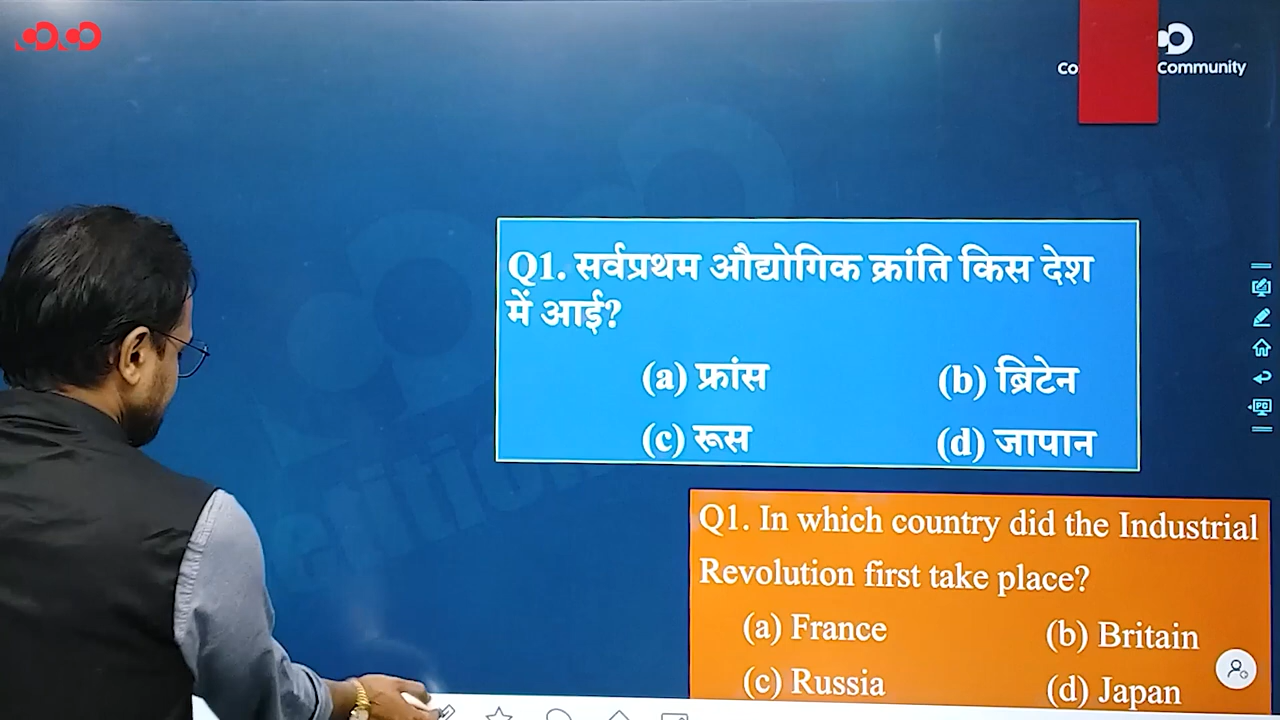 Co Community
Q1. सर्वप्रथम औद्योगिक क्रांति किस देश
में आई?
(a) फ्रांस (b) ब्रिटेन
(c) रूस (d) जापान
Q1. In which country did the Industrial
Revolution first take place?
(a) France (b) Britain
(c) Russia (d) Japan